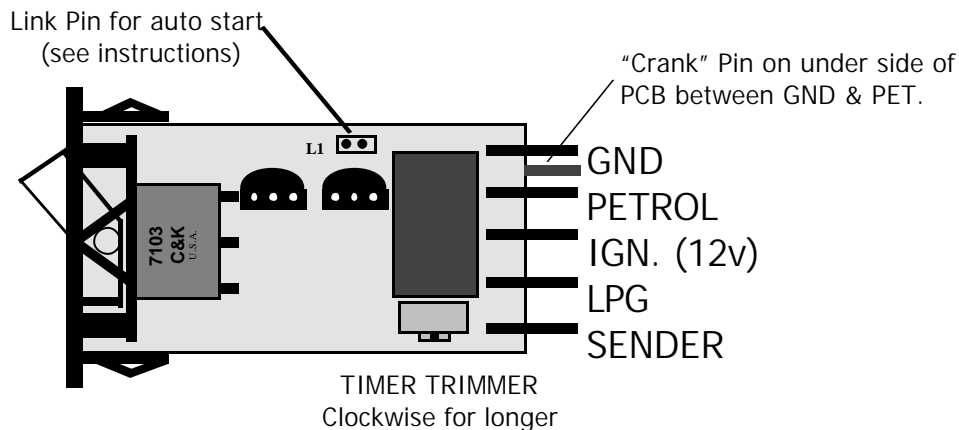 Link Pin for auto start
(see instructions)
“Crank” Pin on under side of
PCB between GND & PET.
L1
GND
PETROL
IGN. (12v)
LPG
SENDER
7103
C&K
U.S.A.
TIMER TRIMMER
Clockwise for longer